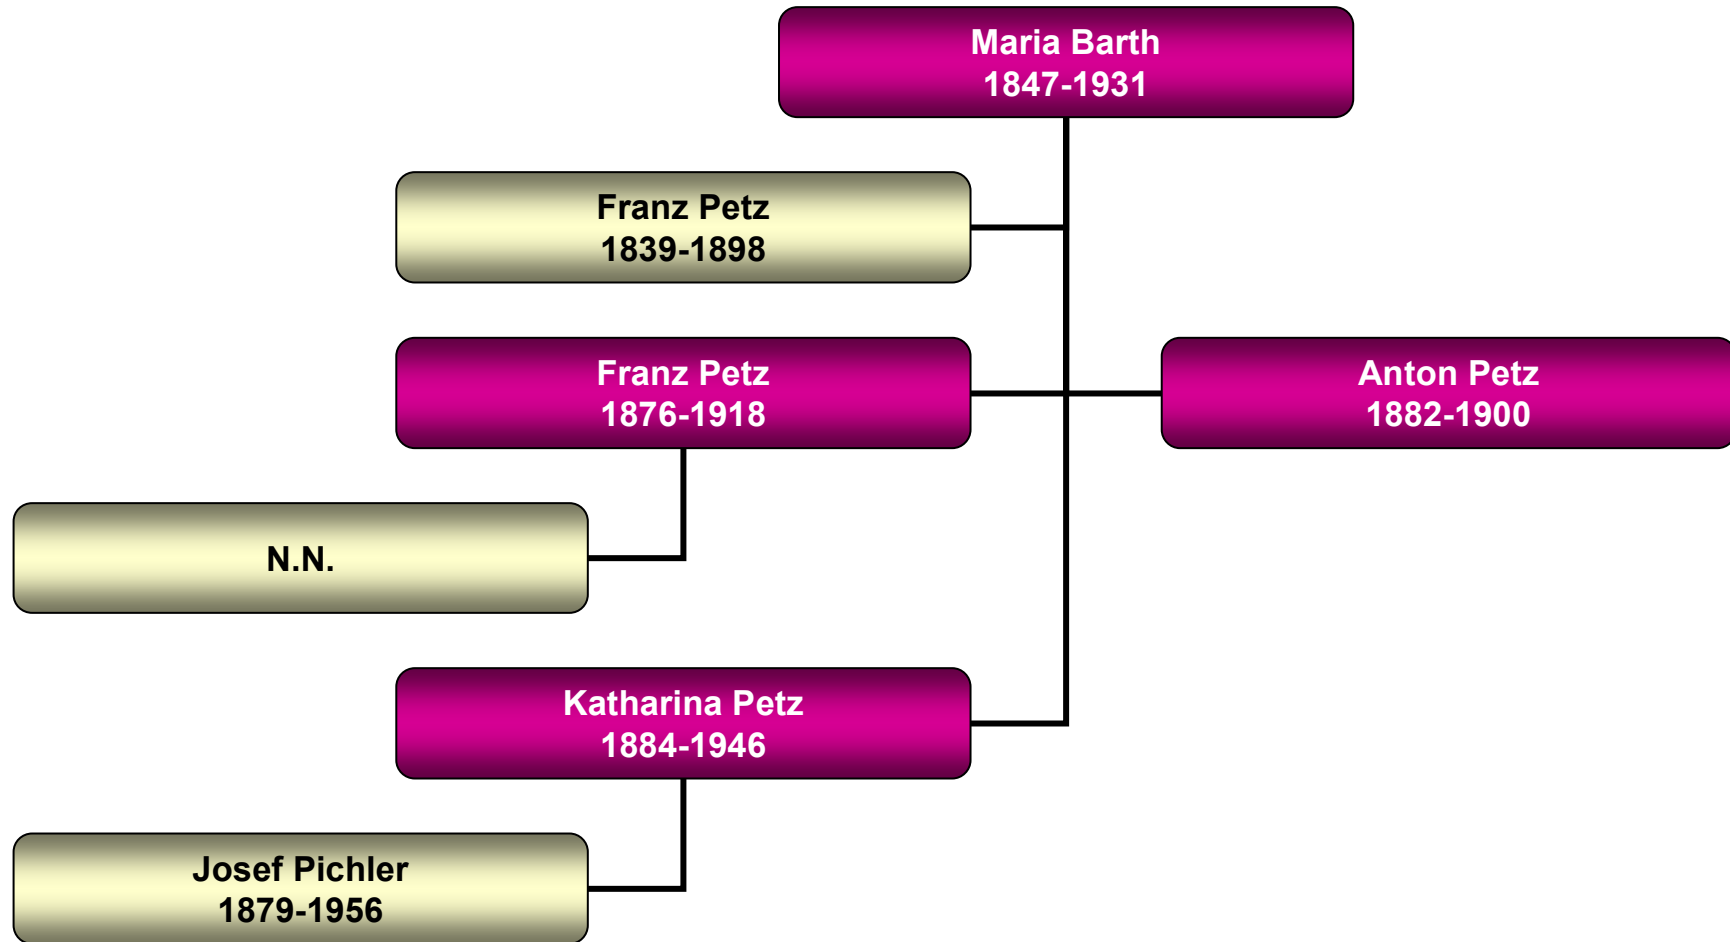 Maria Barth
1847-1931
Franz Petz
1839-1898
Franz Petz
1876-1918
Anton Petz
1882-1900
N.N.
Katharina Petz
1884-1946
Josef Pichler
1879-1956